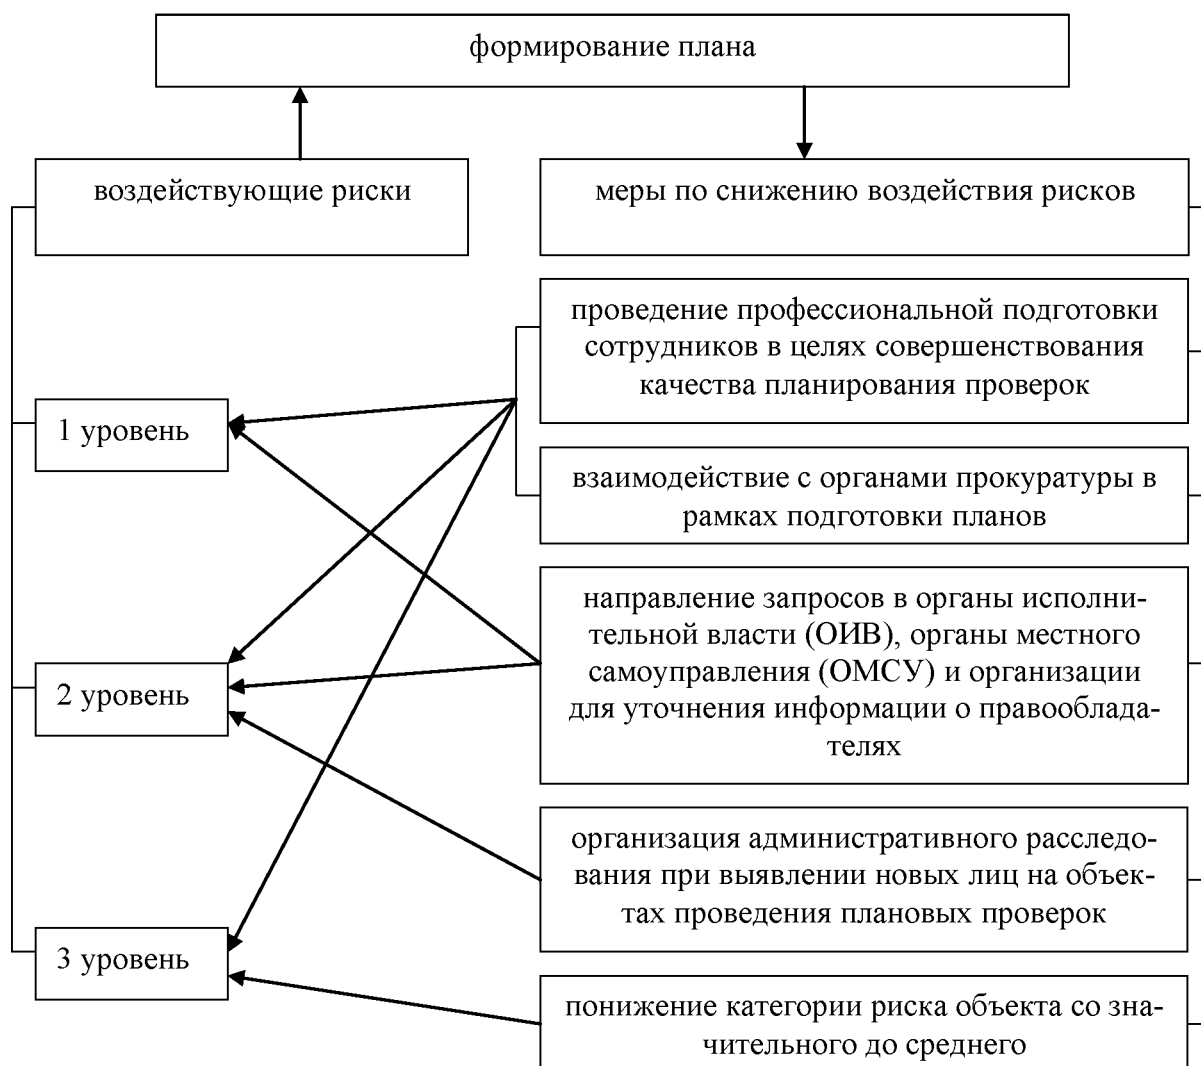 формирование плана
воздействующие риски
меры по снижению воздействия рисков
проведение профессиональной подготовки
сотрудников в целях совершенствования
качества планирования проверок
1 уровень
взаимодействие с органами прокуратуры в
рамках подготовки планов
направление запросов в органы исполни-
тельной власти (ОИВ), органы местного
самоуправления (ОМСУ) и организации
для уточнения информации о правооблада-
телях
2 уровень
организация административного расследо-
вания при выявлении новых лиц на объек-
тах проведения плановых проверок
3 уровень
понижение категории риска объекта со зна-
чительного до среднего